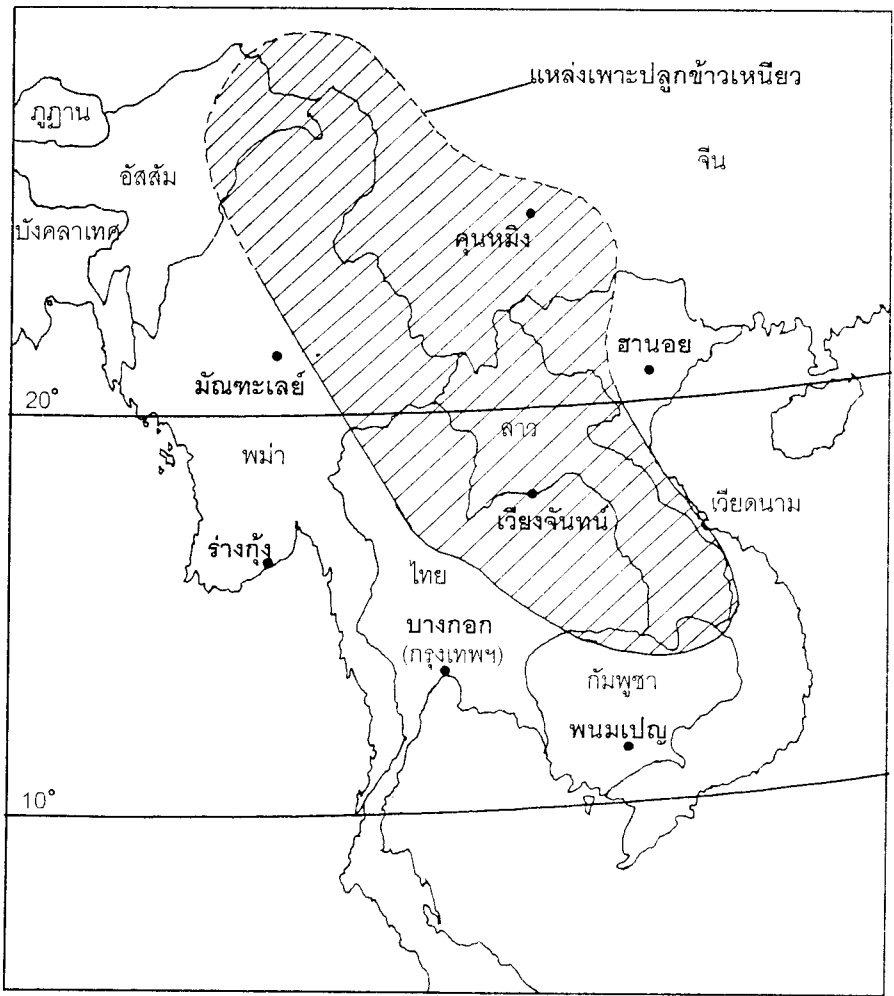 แหล่งเพาะปลูกข้าวเหนียว
ภูฏาน
จีน
อัสสัม
บังคลาเทศ
คุนหมิง
ฮานอย
มัณฑะเลย์
20°
ลาว
พม่า
เวียงจันทน์
เวียดนาม
ร่างกุ้ง
ไทย
บางกอก
(กรุงเทพฯ)
กัมพูชา
พนมเปญ
10°